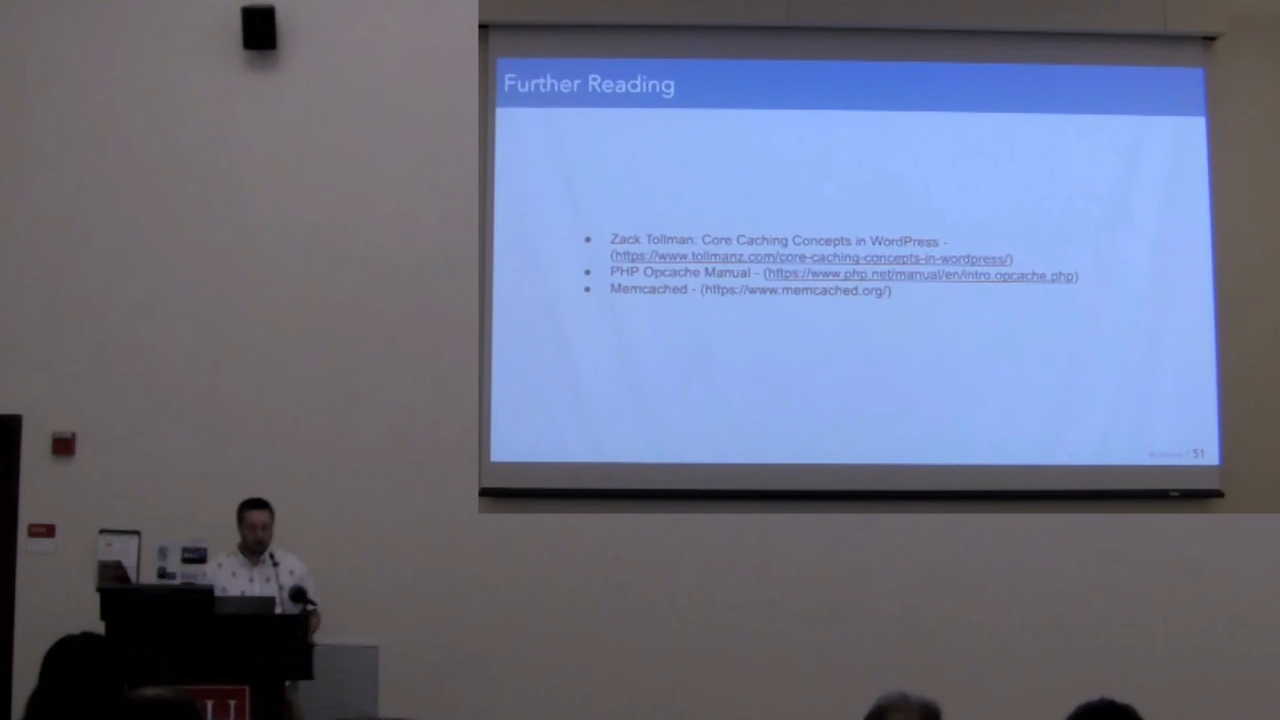 Further Reading
● Zack Tollman: Core Caching Concepts in WordPress -
(https://www.tollmanz.com/core-caching-concepts-in-wordpress/)
● PHP Opcache Manual - (https://www.php.net/manual/en/intro.opcache.php)
● Memcached - (https://www.memcached.org/)
/ 51
U